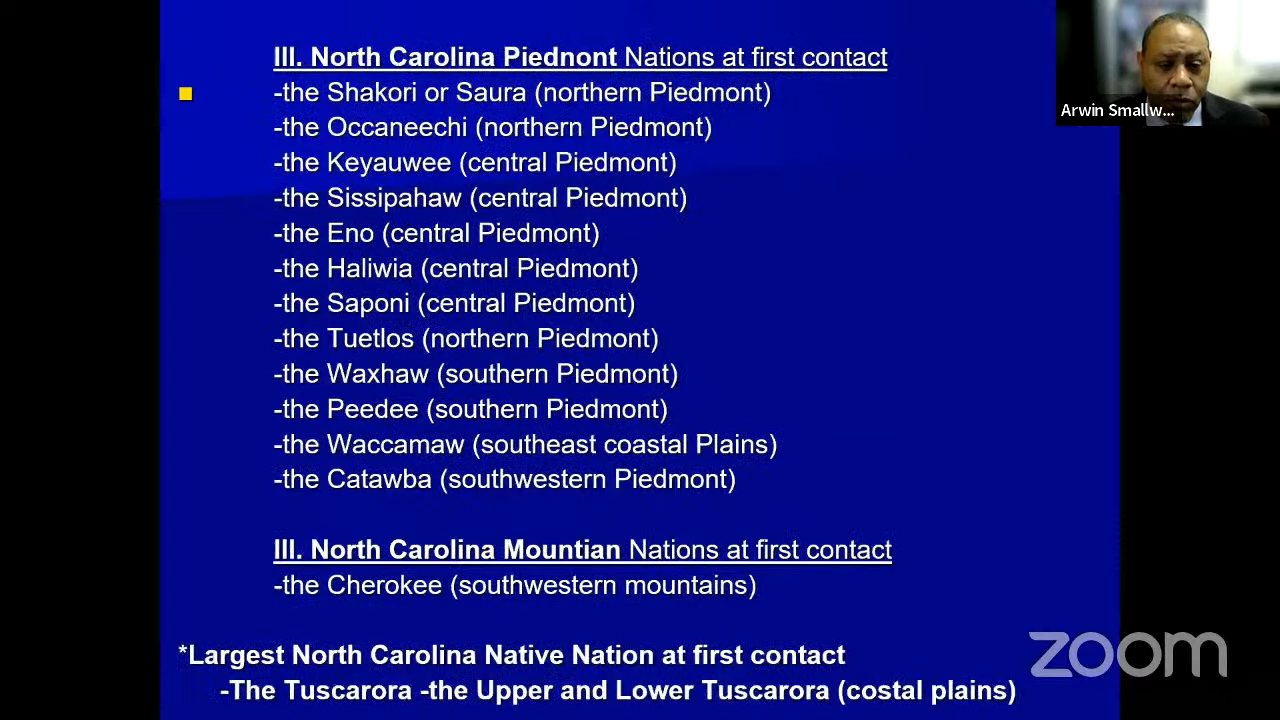 III. North Carolina Piednont Nations at first contact
-the Shakori or Saura (northern Piedmont)
-the Occaneechi (northern Piedmont)
-the Keyauwee (central Piedmont)
-the Sissipahaw (central Piedmont)
-the Eno (central Piedmont)
-the Haliwia (central Piedmont)
-the Saponi (central Piedmont)
-the Tuetlos (northern Piedmont)
-the Waxhaw (southern Piedmont)
-the Peedee (southern Piedmont)
-the Waccamaw (southeast coastal Plains)
-the Catawba (southwestern Piedmont)
III. North Carolina Mountian Nations at first contact
-the Cherokee (southwestern mountains)
*Largest North Carolina Native Nation at first contact
-The Tuscarora -the Upper and Lower Tuscarora (costal plains)
Arwin Smallw...
zoom